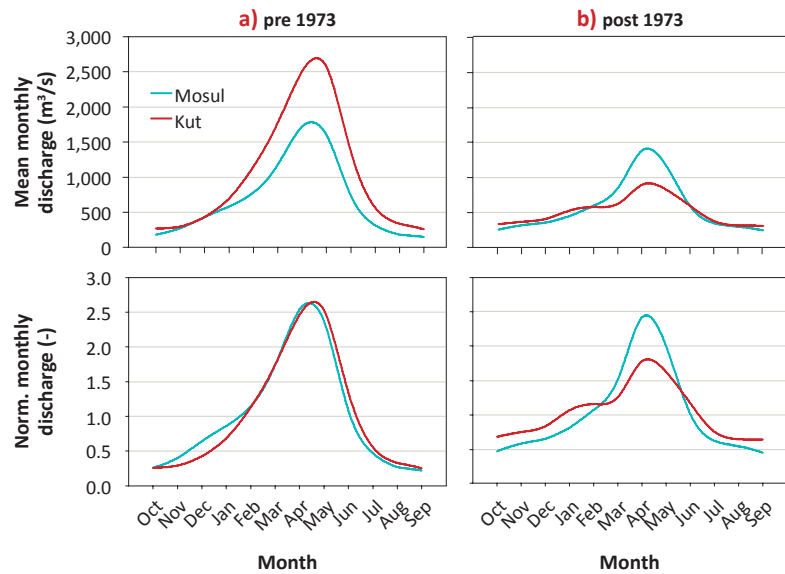 a) pre 1973
b) post 1973
Mean monthly
discharge (m³/s)
3,000
2,500
2,000
1,500
1,000
500
0
Mosul
Kut
Norm. monthly
discharge (-)
3.0
2.5
2.0
1.5
1.0
0.5
0.0
Oct Nov Dec Jan Feb Mar Apr May Jun Jul Aug Sep
Oct Nov Dec Jan Feb Mar Apr May Jun Jul Aug Sep
Month
Month